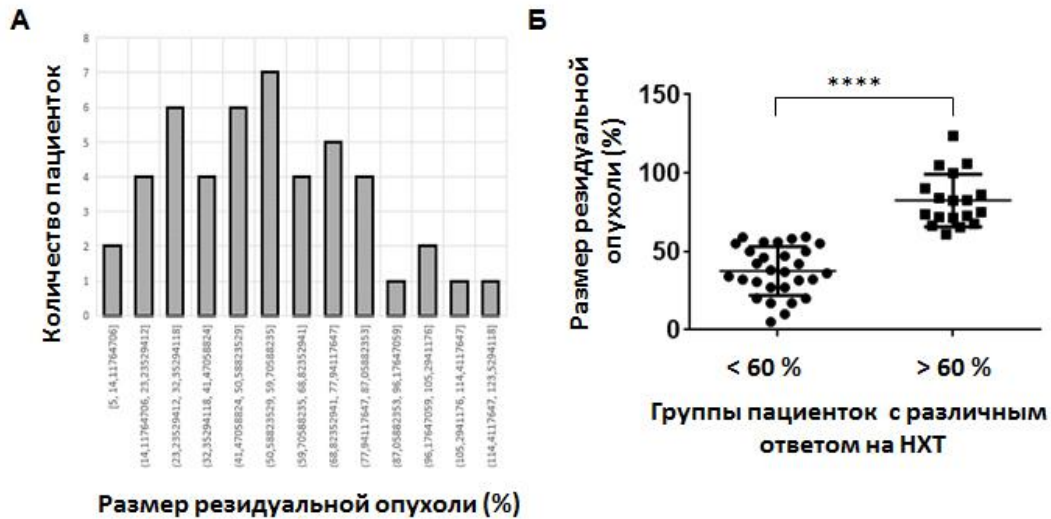 А
Количество пациенток
8
7
6
5
4
3
2
1
0
[5, 14,11764706]
(14,11764706, 23,23529412]
(23,23529412, 32,35294118]
(32,35294118, 41,47058824]
(41,47058824, 50,58823529]
(50,58823529, 59,70588235]
(59,70588235, 68,82352941]
(68,82352941, 77,94117647]
(77,94117647, 87,05882353]
(87,05882353, 96,17647059]
(96,17647059, 105,2941176]
(105,2941176, 114,4117647]
(114,4117647, 123,5294118]
Размер резидуальной опухоли (%)
Б
Размер резидуальной
опухоли (%)
150
100
50
0
****
< 60 %
> 60 %
Группы пациенток с различным
ответом на НХТ